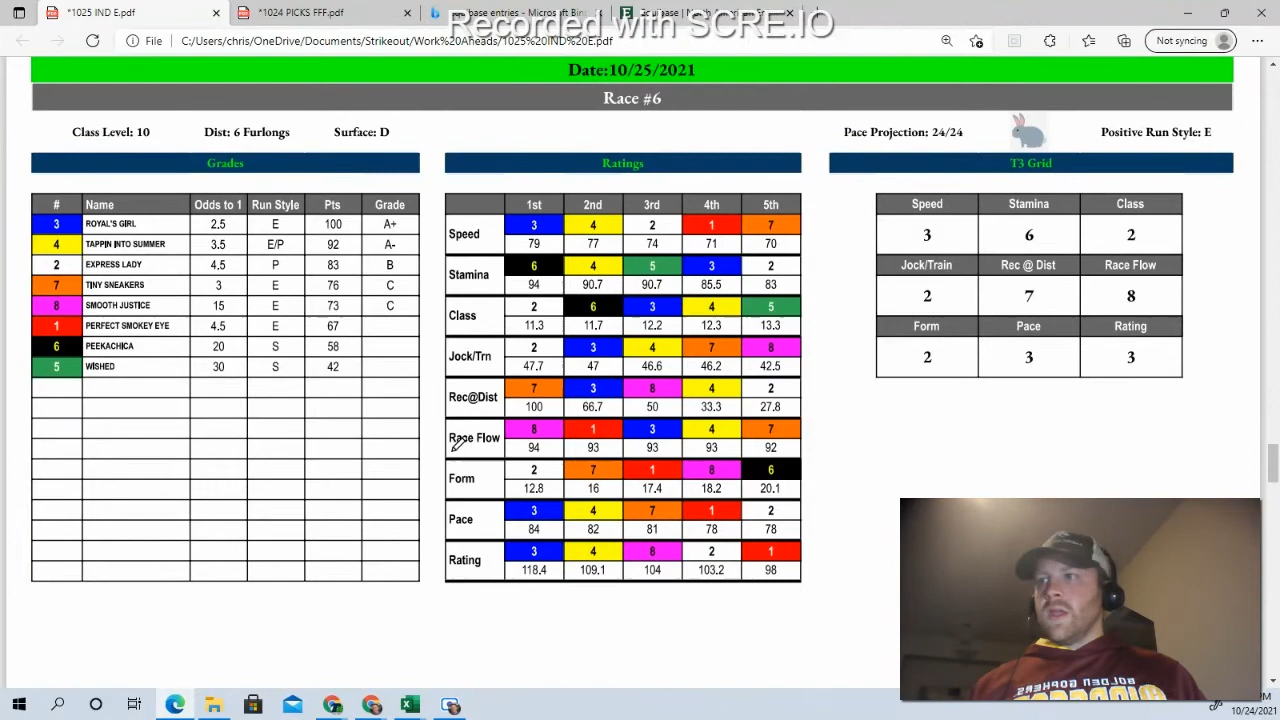 *1025 IND E.pdf
*1024 PICKS FFF.pdf
Recorded with SCRE.IO
File C:/Users/chris/OneDrive/Documents/Strikeout/Work%20Aheads/1025%20IND%20E.pdf
Not syncing
Date:10/25/2021
Race #6
Class Level: 10 Dist: 6 Furlongs Surface: D Pace Projection: 24/24 Positive Run Style: E
Grades Ratings T3 Grid
# Name Odds to 1 Run Style Pts Grade
3 ROYAL'S GIRL 2.5 E 100 A+
4 TAPPIN INTO SUMMER 3.5 E/P 92 A-
2 EXPRESS LADY 4.5 P 83 B
7 TINY SNEAKERS 3 E 76 C
8 SMOOTH JUSTICE 15 E 73 C
1 PERFECT SMOKEY EYE 4.5 E 67
6 PEEKACHICA 20 S 58
5 WISHED 30 S 42
1st 2nd 3rd 4th 5th
Speed 3 4 2 1 7
79 77 74 71 70
Stamina 6 4 5 3 2
94 90.7 90.7 85.5 83
Class 2 6 3 4 5
11.3 11.7 12.2 12.3 13.3
Jock/Trn 2 3 4 7 8
47.7 47 46.6 46.2 42.5
Rec@Dist 7 3 8 4 2
100 66.7 50 33.3 27.8
Race Flow 8 1 3 4 7
94 93 93 93 92
Form 2 7 1 8 6
12.8 16 17.4 18.2 20.1
Pace 3 4 7 1 2
84 82 81 78 78
Rating 3 4 8 2 1
118.4 109.1 104 103.2 98
Speed Stamina Class
3 6 2
Jock/Train Rec @ Dist Race Flow
2 7 8
Form Pace Rating
2 3 3
GOLDEN GOPHERS
10/24/2021